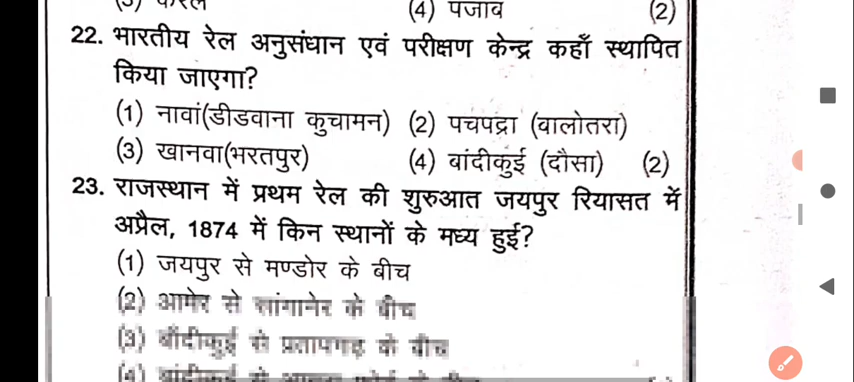 (4) पंजाव (2)
22. भारतीय रेल अनुसंधान एवं परीक्षण केन्द्र कहाँ स्थापित
किया जाएगा?
(1) नावां(डीडवाना कुचामन) (2) पचपद्रा (वालोतरा)
(3) खानवा(भरतपुर) (4) बांदीकुई (दौसा) (2)
23. राजस्थान में प्रथम रेल की शुरुआत जयपुर रियासत में
अप्रैल, 1874 में किन स्थानों के मध्य हुई?
(1) जयपुर से मण्डोर के बीच
(2) आमेर से सांगानेर के बीच
(3) बाँदीकुई से प्रतापगढ़ के बीच
(4)